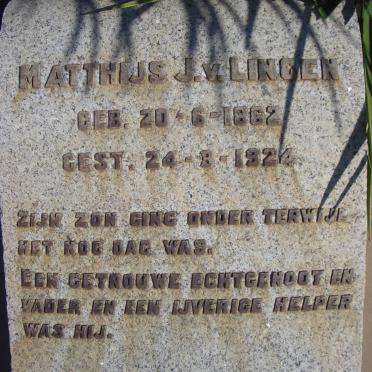 MATTHIJS J. v. LINGEN
GEB. 20-6-1862
GEST. 24-3-1924
ZIJN ZON GING ONDER TERWIJL
HET NOG DAG WAS.
EEN GETROUWE ECHTGENOOT EN
VADER EN EEN IJVERIGE HELPER
WAS HIJ.